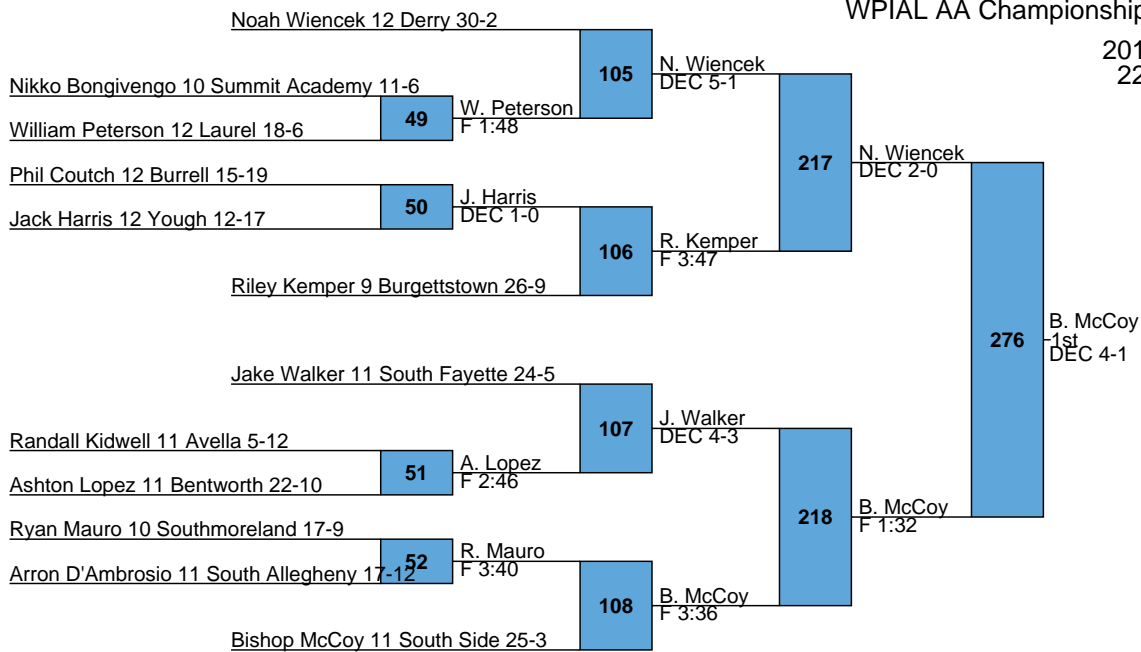 WPIAL AA Championship
201
22
Noah Wiencek 12 Derry 30-2
105
N. Wiencek
DEC 5-1
Nikko Bongivengo 10 Summit Academy 11-6
49
W. Peterson
F 1:48
William Peterson 12 Laurel 18-6
217
N. Wiencek
DEC 2-0
Phil Coutch 12 Burrell 15-19
50
J. Harris
DEC 1-0
Jack Harris 12 Yough 12-17
106
R. Kemper
F 3:47
Riley Kemper 9 Burgettstown 26-9
276
B. McCoy
1st
DEC 4-1
Jake Walker 11 South Fayette 24-5
107
J. Walker
DEC 4-3
Randall Kidwell 11 Avella 5-12
51
A. Lopez
F 2:46
Ashton Lopez 11 Bentworth 22-10
218
B. McCoy
F 1:32
Ryan Mauro 10 Southmoreland 17-9
52
R. Mauro
F 3:40
Arron D'Ambrosio 11 South Allegheny 17-12
108
B. McCoy
F 3:36
Bishop McCoy 11 South Side 25-3